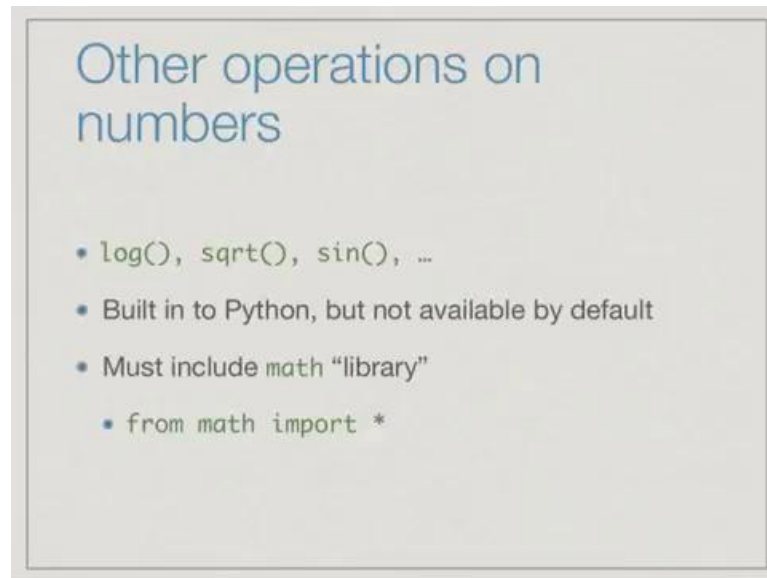 Other operations on
numbers
• log(), sqrt(), sin(), …
• Built in to Python, but not available by default
• Must include math “library”
• from math import *